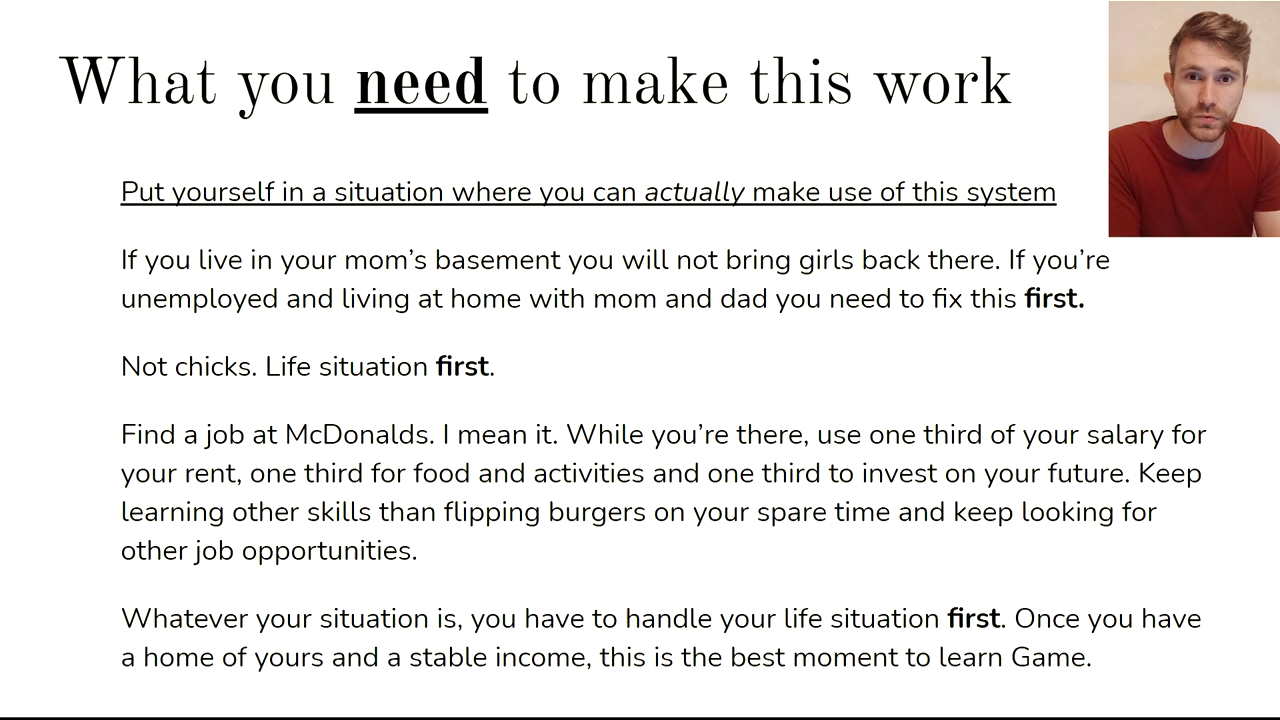 What you need to make this work
Put yourself in a situation where you can actually make use of this system
If you live in your mom’s basement you will not bring girls back there. If you’re
unemployed and living at home with mom and dad you need to fix this first.
Not chicks. Life situation first.
Find a job at McDonalds. I mean it. While you’re there, use one third of your salary for
your rent, one third for food and activities and one third to invest on your future. Keep
learning other skills than flipping burgers on your spare time and keep looking for
other job opportunities.
Whatever your situation is, you have to handle your life situation first. Once you have
a home of yours and a stable income, this is the best moment to learn Game.